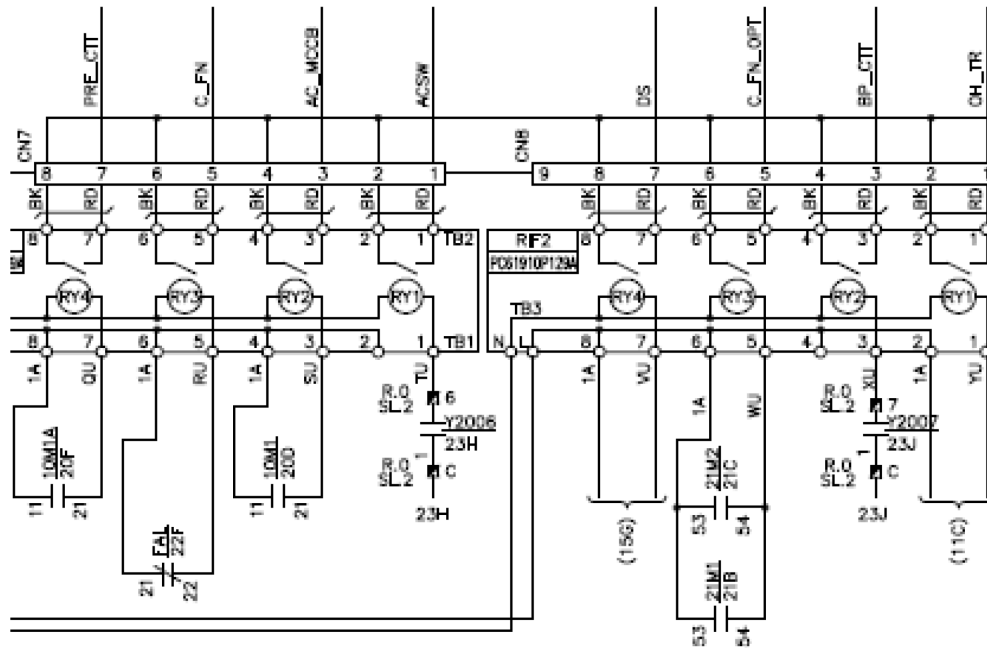 PRE_CTT
C_FN
AC_MCCB
ACSW
DS
C_FN_OPT
BP_CTT
OH_TR
CN7
8 7 6 5 4 3 2 1
CN8
9 8 7 6 5 4 3 2 1
BK RD BK RD BK RD BK RD
BK RD BK RD BK RD BK RD
8 7 6 5 4 3 2 1 TB2
RIF2
8 7 6 5 4 3 2 1
PC61910P129A
RY4 RY3 RY2 RY1
RY4 RY3 RY2 RY1
TB3
8 7 6 5 4 3 2 1 TB1
N L 8 7 6 5 4 3 2 1
1A QU 1A RU 1A SU TU
1A VU 1A WU XU 1A YU
R.O
SL.2
6
Y2006
23H
1
R.O
SL.2
C
23H
R.O
SL.2
7
Y2007
23J
1
R.O
SL.2
C
23J
10M1A
20F
11 21
10M1
20D
11 21
FAL
22F
21 22
(15G)
21M2
21C
53 54
21M1
21B
53 54
(11C)